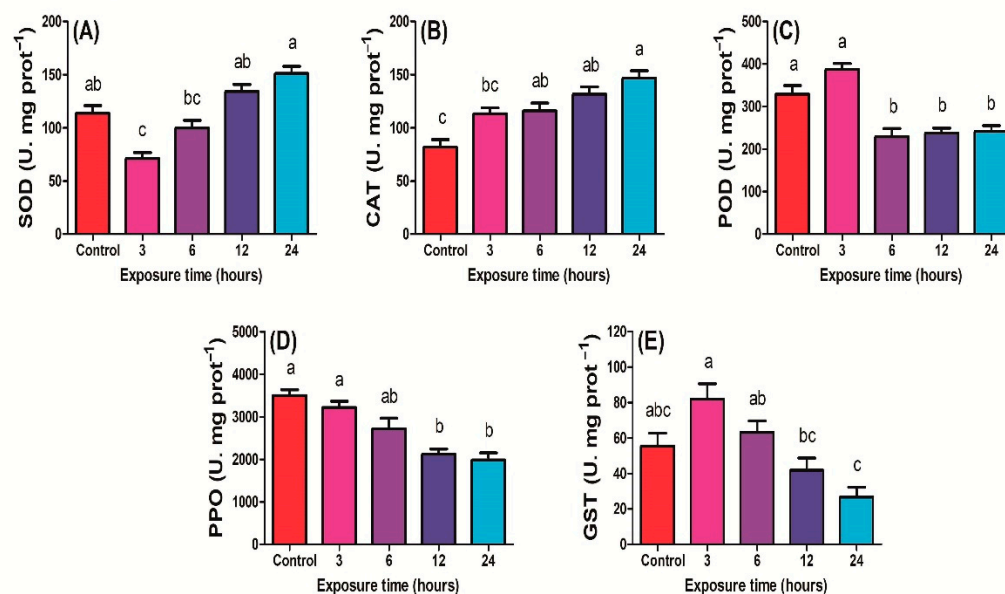 (A)
SOD (U. mg prot⁻¹)
200
150
100
50
0
ab
c
bc
ab
a
Control 3 6 12 24
Exposure time (hours)
(B)
CAT (U. mg prot⁻¹)
200
150
100
50
0
c
bc
ab
ab
a
Control 3 6 12 24
Exposure time (hours)
(C)
POD (U. mg prot⁻¹)
500
400
300
200
100
0
a
a
b
b
b
Control 3 6 12 24
Exposure time (hours)
(D)
PPO (U. mg prot⁻¹)
5000
4000
3000
2000
1000
0
a
a
ab
b
b
Control 3 6 12 24
Exposure time (hours)
(E)
GST (U. mg prot⁻¹)
120
100
80
60
40
20
0
abc
a
ab
bc
c
Control 3 6 12 24
Exposure time (hours)